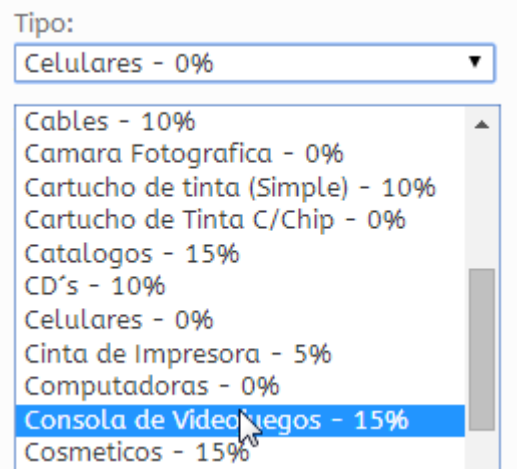 Tipo:
Celulares - 0%
Cables - 10%
Camara Fotografica - 0%
Cartucho de tinta (Simple) - 10%
Cartucho de Tinta C/Chip - 0%
Catalogos - 15%
CD´s - 10%
Celulares - 0%
Cinta de Impresora - 5%
Computadoras - 0%
Consola de Videojuegos - 15%
Cosmeticos - 15%